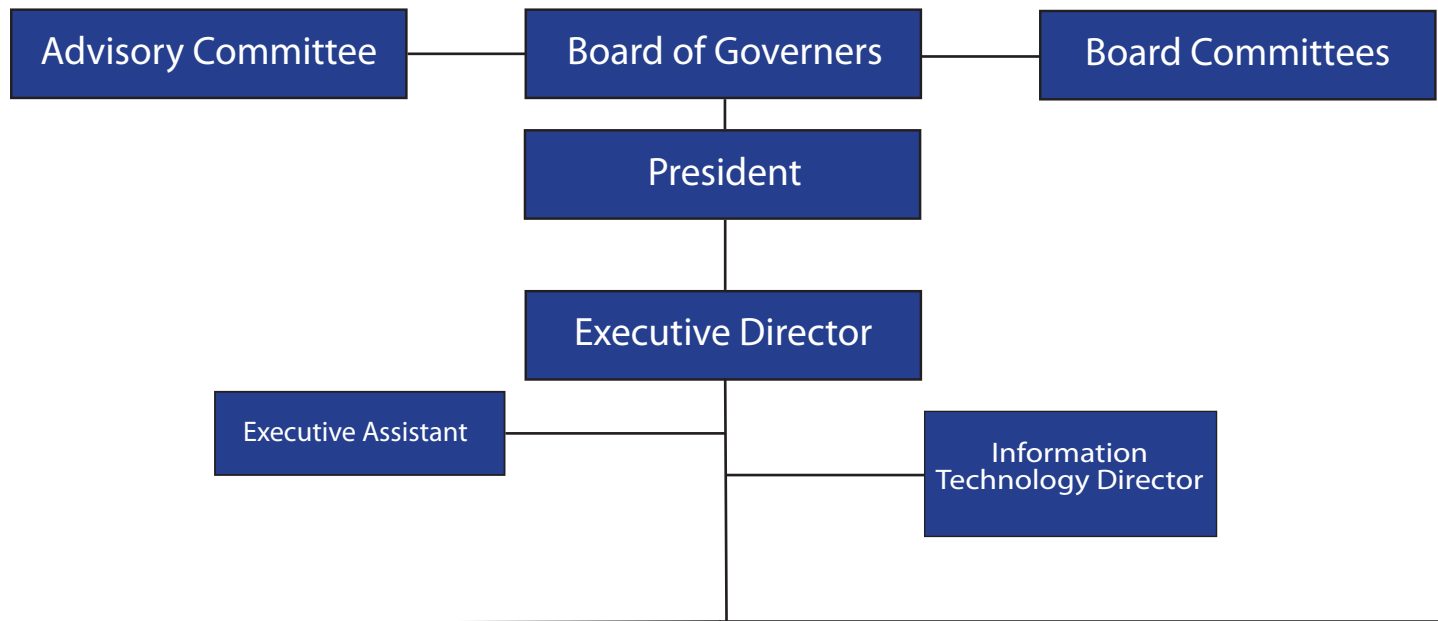 Advisory Committee
Board of Governers
Board Committees
President
Executive Director
Executive Assistant
Information
Technology Director